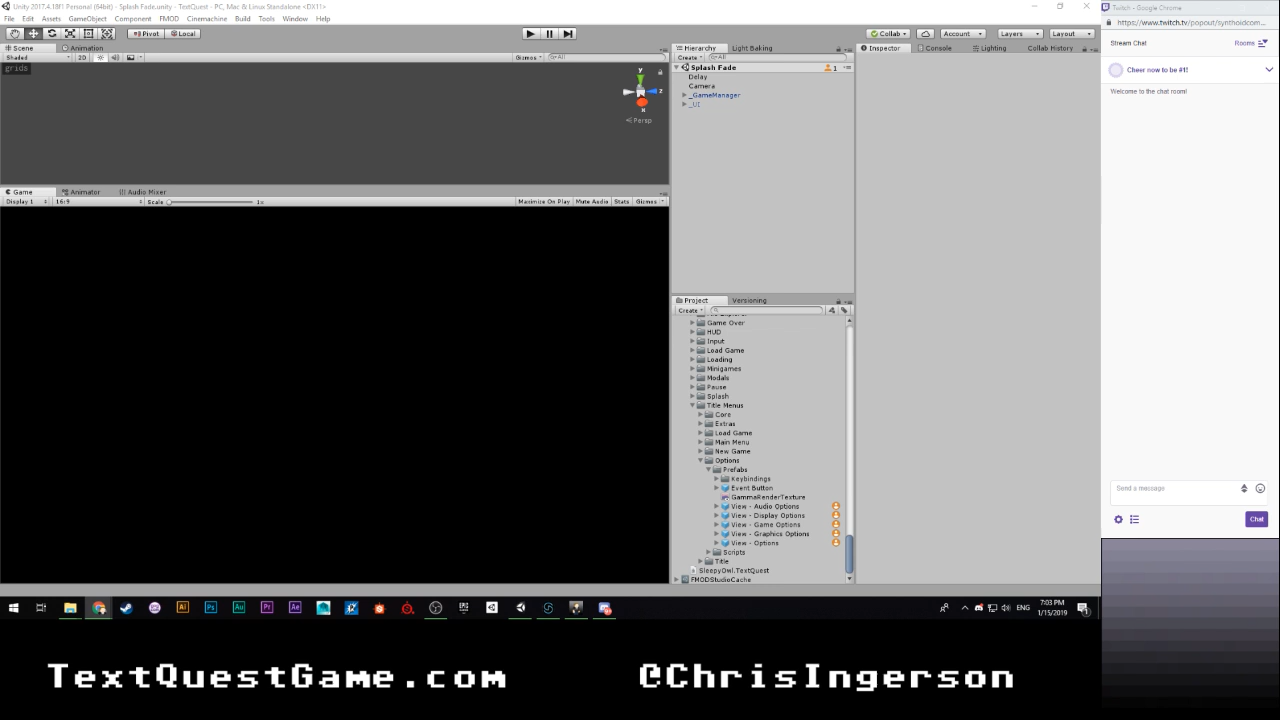 Unity 2017.4.18f1 Personal (64bit) - Splash Fade.unity - TextQuest - PC, Mac & Linux Standalone <DX11>
File Edit Assets GameObject Component FMOD Cinemachine Build Tools Window Help
Pivot Local
Collab Account Layers Layout
Scene Animation
Shaded 2D Gizmos All
grids
y
z
x
Persp
Game Animator Audio Mixer
Display 1 16:9 Scale 1x Maximize On Play Mute Audio Stats Gizmos
Hierarchy Light Baking
Create All
Splash Fade 1
Delay
Camera
_GameManager
_UI
Project Versioning
Create
Game Over
HUD
Input
Load Game
Loading
Minigames
Modals
Pause
Splash
Title Menus
Core
Extras
Load Game
Main Menu
New Game
Options
Prefabs
Keybindings
Event Button
GammaRenderTexture
View - Audio Options
View - Display Options
View - Game Options
View - Graphics Options
View - Options
Scripts
Title
SleepyOwl.TextQuest
FMODStudioCache
Inspector Console Lighting Collab History
Twitch - Google Chrome
https://www.twitch.tv/popout/synthoidcom...
Stream Chat Rooms
Cheer now to be #1!
Welcome to the chat room!
Send a message
Chat
Ai Ps Au Pr Ae
ENG
7:03 PM
1/15/2019
TextQuestGame.com @ChrisIngerson